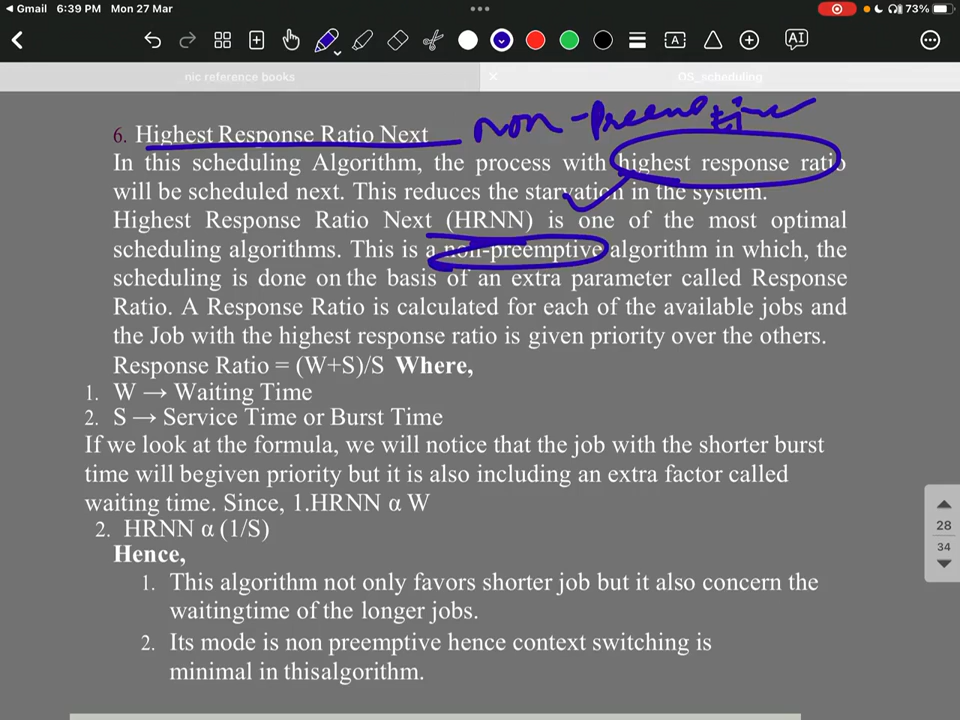 Gmail 6:39 PM Mon 27 Mar 73%
A AI
nic reference books OS_scheduling
6. Highest Response Ratio Next non-Preemptive
In this scheduling Algorithm, the process with highest response ratio
will be scheduled next. This reduces the starvation in the system.
Highest Response Ratio Next (HRNN) is one of the most optimal
scheduling algorithms. This is a non-preemptive algorithm in which, the
scheduling is done on the basis of an extra parameter called Response
Ratio. A Response Ratio is calculated for each of the available jobs and
the Job with the highest response ratio is given priority over the others.
Response Ratio = (W+S)/S Where,
1. W → Waiting Time
2. S → Service Time or Burst Time
If we look at the formula, we will notice that the job with the shorter burst
time will begiven priority but it is also including an extra factor called
waiting time. Since, 1.HRNN α W
2. HRNN α (1/S)
Hence,
1. This algorithm not only favors shorter job but it also concern the
waitingtime of the longer jobs.
2. Its mode is non preemptive hence context switching is
minimal in thisalgorithm.
28
34